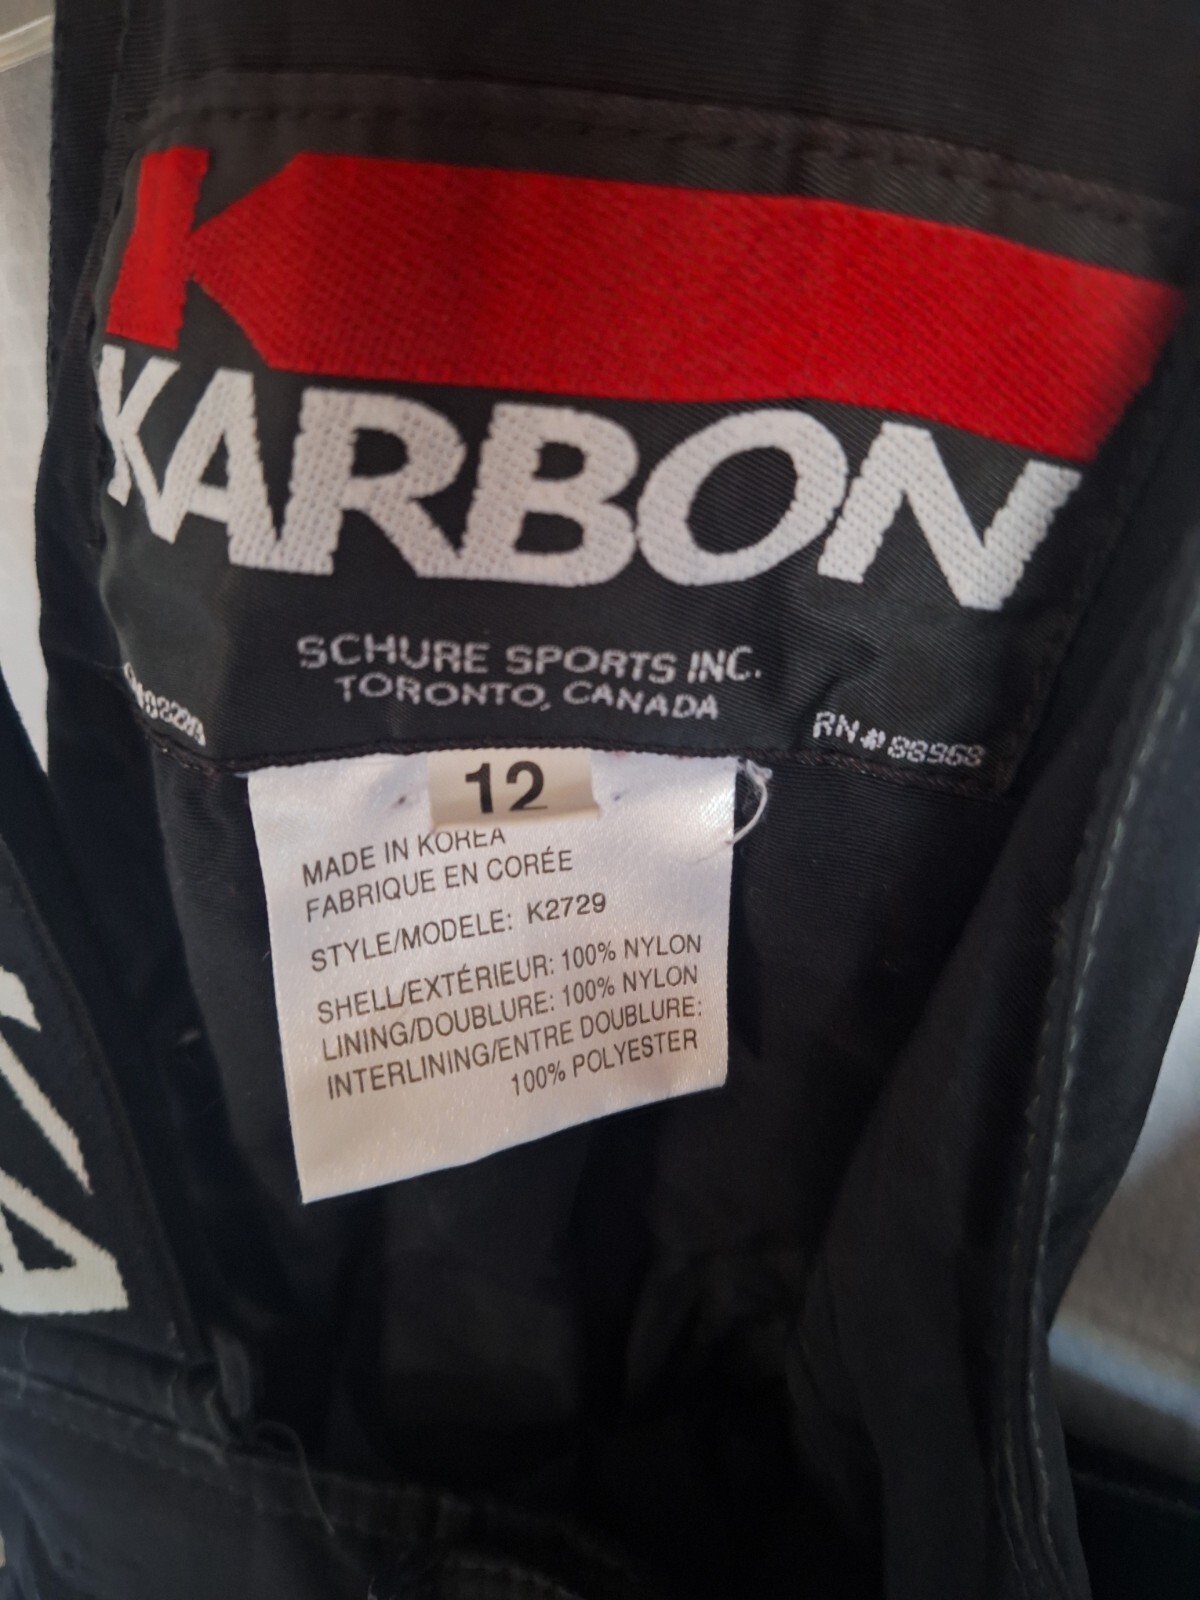 KARBON
SCHURE SPORTS INC.
TORONTO, CANADA
RN# 88968
12
MADE IN KOREA
FABRIQUE EN CORÉE
STYLE/MODELE: K2729
SHELL/EXTÉRIEUR: 100% NYLON
LINING/DOUBLURE: 100% NYLON
INTERLINING/ENTRE DOUBLURE:
100% POLYESTER